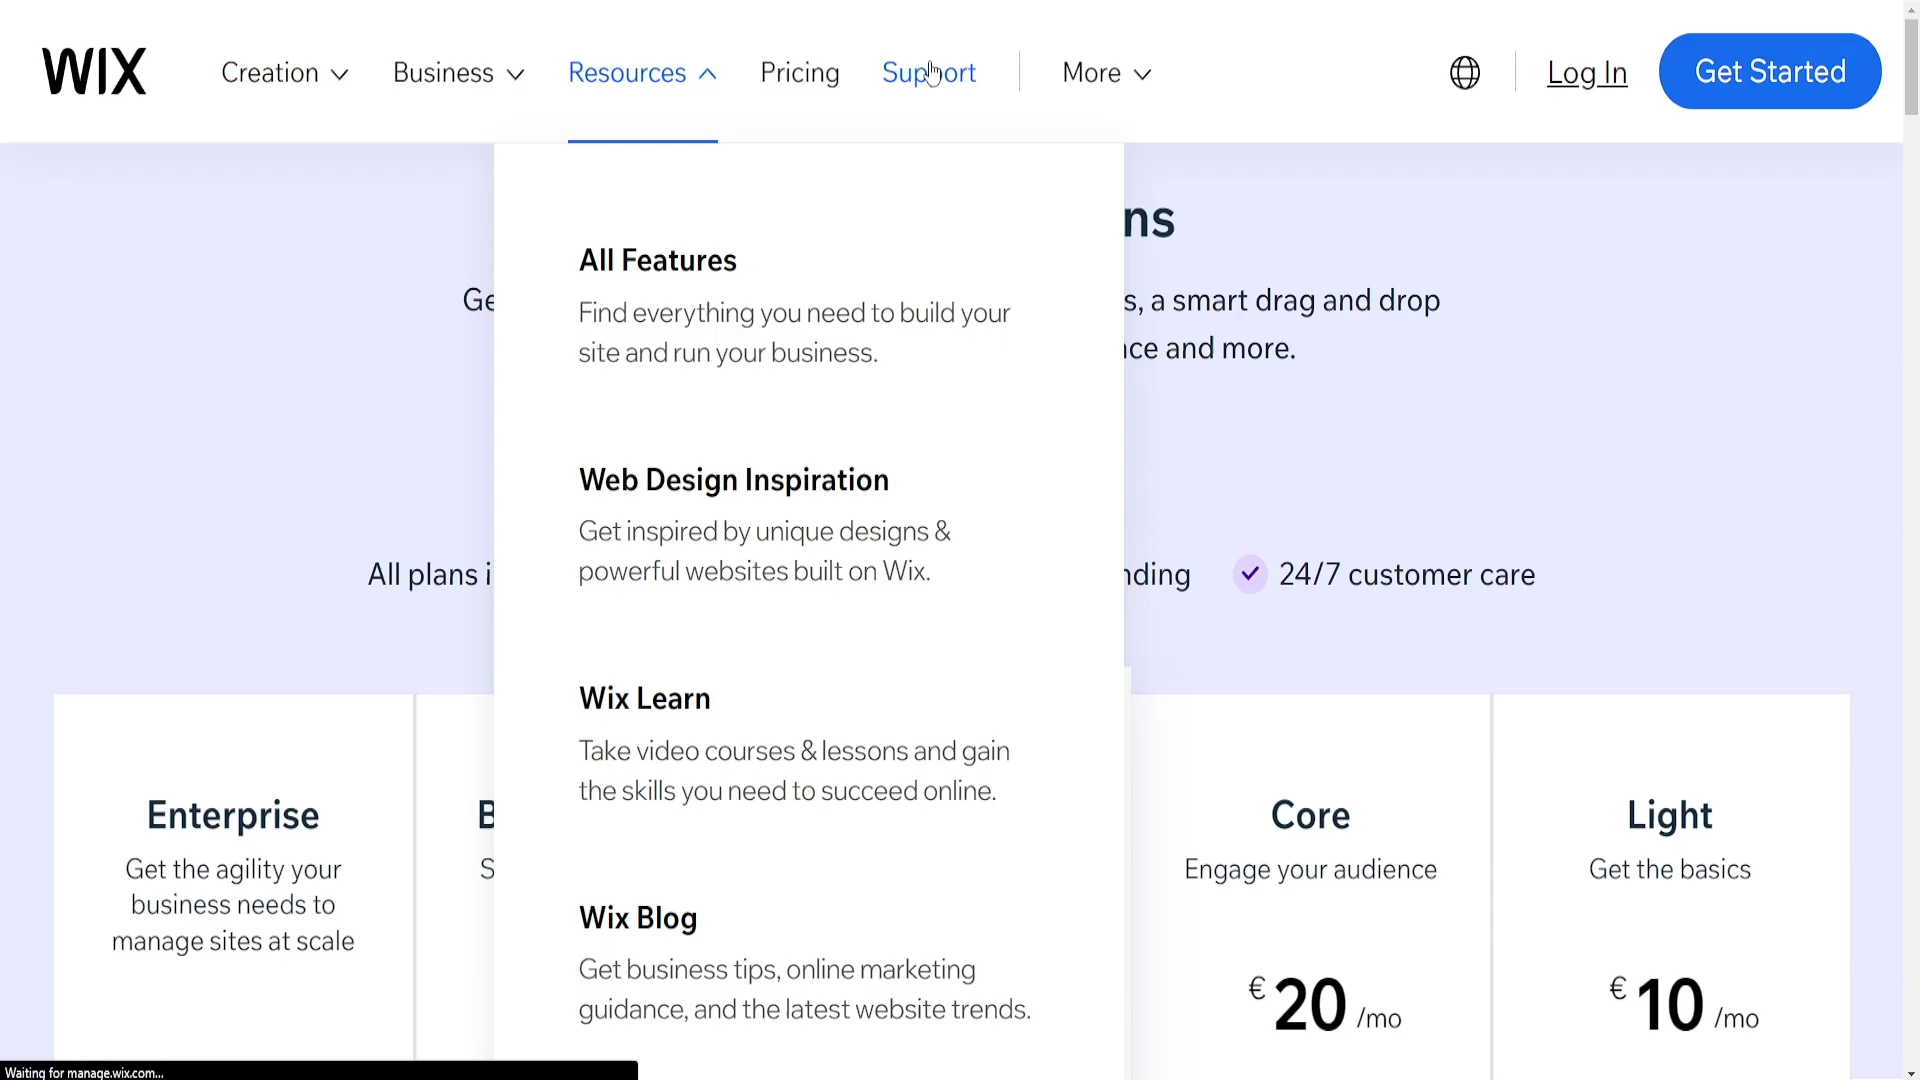 WIX Creation Business Resources Pricing Support More Log In Get Started
ns
Ge s, a smart drag and drop
ce and more.
All Features
Find everything you need to build your
site and run your business.
Web Design Inspiration
Get inspired by unique designs &
powerful websites built on Wix.
All plans i nding 24/7 customer care
Wix Learn
Take video courses & lessons and gain
the skills you need to succeed online.
Wix Blog
Get business tips, online marketing
guidance, and the latest website trends.
Enterprise
Get the agility your
business needs to
manage sites at scale
B
S
Core
Engage your audience
€ 20 /mo
Light
Get the basics
€ 10 /mo
Waiting for manage.wix.com...